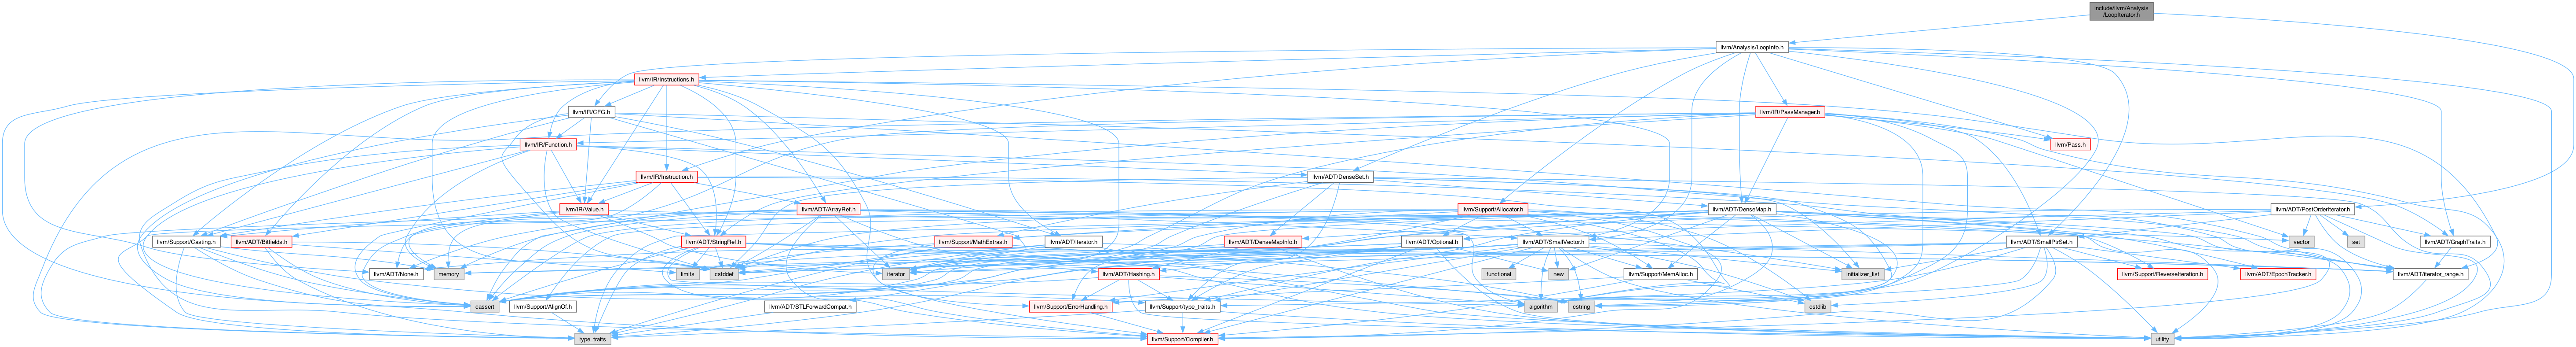 include/llvm/Analysis
/LoopIterator.h
llvm/Analysis/LoopInfo.h
llvm/IR/Instructions.h
llvm/IR/CFG.h
llvm/IR/PassManager.h
llvm/IR/Function.h
llvm/Pass.h
llvm/IR/Instruction.h
llvm/ADT/DenseSet.h
llvm/IR/Value.h
llvm/ADT/ArrayRef.h
llvm/Support/Allocator.h
llvm/ADT/DenseMap.h
llvm/ADT/PostOrderIterator.h
llvm/Support/Casting.h
llvm/ADT/Bitfields.h
llvm/ADT/StringRef.h
llvm/Support/MathExtras.h
llvm/ADT/iterator.h
llvm/ADT/DenseMapInfo.h
llvm/ADT/Optional.h
llvm/ADT/SmallVector.h
llvm/ADT/SmallPtrSet.h
vector
set
llvm/ADT/GraphTraits.h
llvm/ADT/None.h
memory
limits
cstddef
iterator
llvm/ADT/Hashing.h
functional
new
llvm/Support/MemAlloc.h
initializer_list
llvm/Support/ReverseIteration.h
llvm/ADT/EpochTracker.h
llvm/ADT/iterator_range.h
cassert
llvm/Support/AlignOf.h
llvm/ADT/STLForwardCompat.h
llvm/Support/ErrorHandling.h
llvm/Support/type_traits.h
algorithm
cstring
cstdlib
type_traits
llvm/Support/Compiler.h
utility